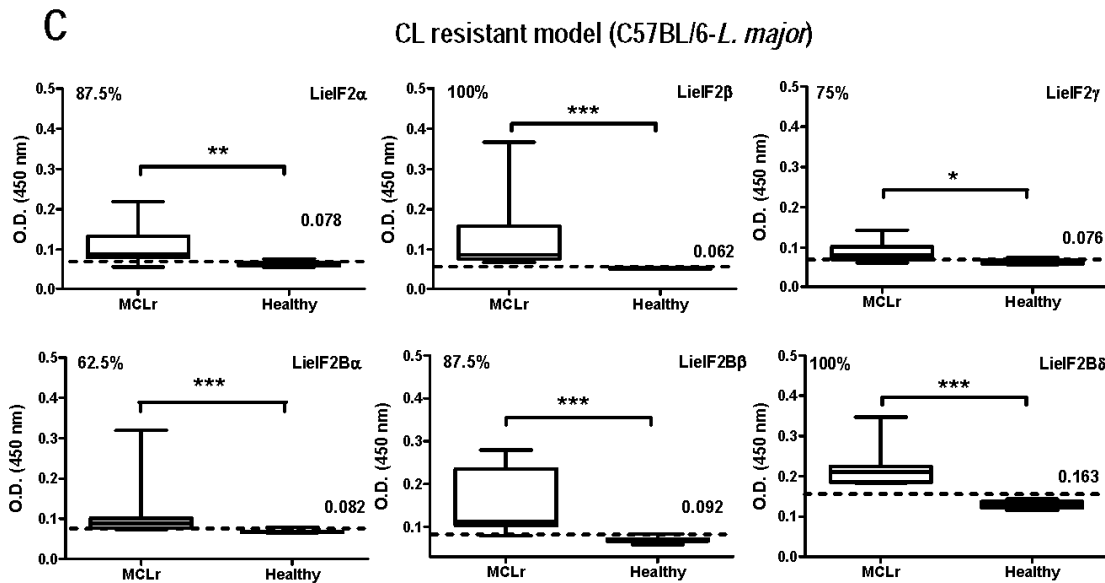 C
CL resistant model (C57BL/6-L. major)
87.5%
LieIF2α
O.D. (450 nm)
0.5
0.4
0.3
0.2
0.1
0.0
**
0.078
MCLr
Healthy
100%
LieIF2β
O.D. (450 nm)
0.5
0.4
0.3
0.2
0.1
0.0
***
0.062
MCLr
Healthy
75%
LieIF2γ
O.D. (450 nm)
0.5
0.4
0.3
0.2
0.1
0.0
*
0.076
MCLr
Healthy
62.5%
LieIF2Bα
O.D. (450 nm)
0.5
0.4
0.3
0.2
0.1
0.0
***
0.082
MCLr
Healthy
87.5%
LieIF2Bβ
O.D. (450 nm)
0.5
0.4
0.3
0.2
0.1
***
0.092
MCLr
Healthy
100%
LieIF2Bδ
O.D. (450 nm)
0.5
0.4
0.3
0.2
0.1
0.0
***
0.163
MCLr
Healthy